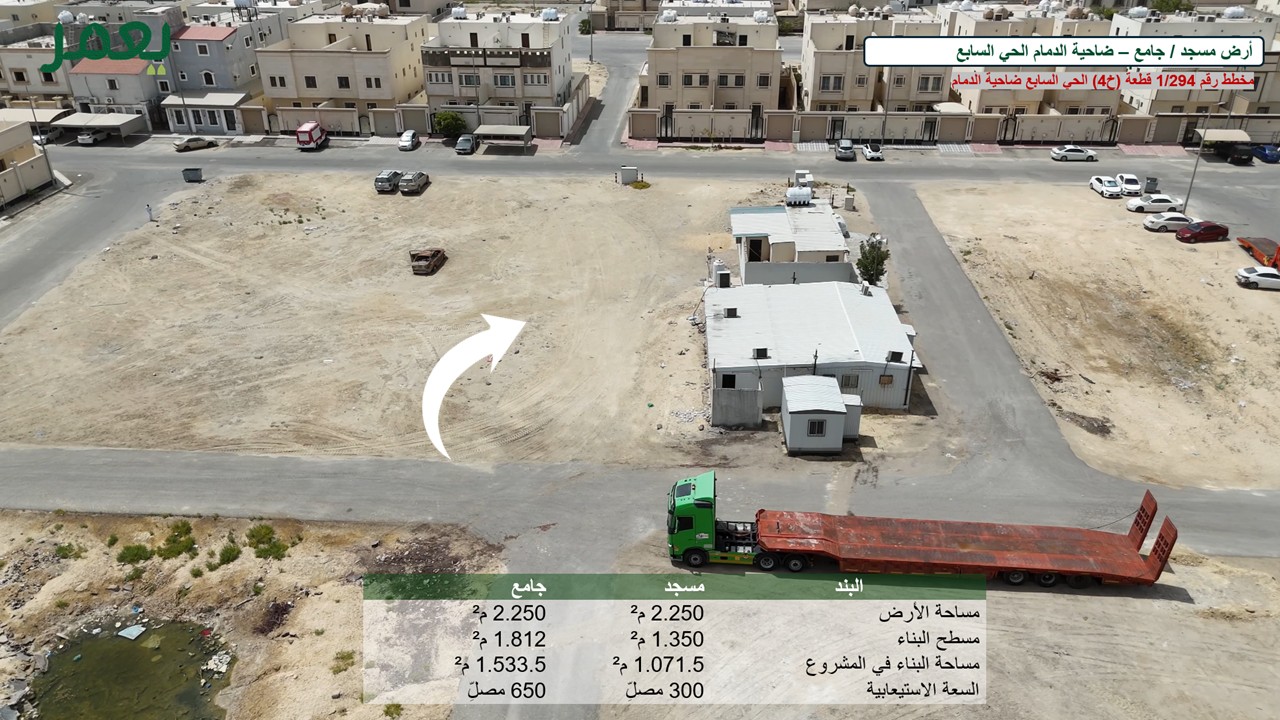 يعمر
أرض مسجد / جامع – ضاحية الدمام الحي السابع
مخطط رقم 1/294 قطعة (خ4) الحي السابع ضاحية الدمام
البند مسجد جامع
مساحة الأرض 2.250 م² 2.250 م²
مسطح البناء 1.350 م² 1.812 م²
مساحة البناء في المشروع 1.071.5 م² 1.533.5 م²
السعة الاستيعابية 300 مصلّ 650 مصلّ